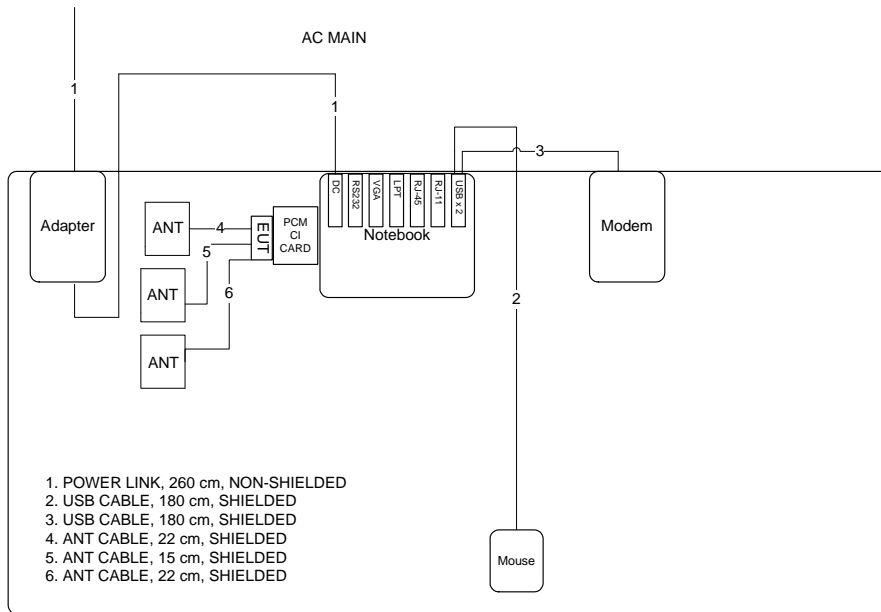 AC MAIN
1
1
3
DC
RS232
VGA
LPT
RJ-45
RJ-11
USB x 2
Adapter
ANT
4
EUT
PCM
CI
CARD
Notebook
Modem
5
ANT
6
2
ANT
1. POWER LINK, 260 cm, NON-SHIELDED
2. USB CABLE, 180 cm, SHIELDED
3. USB CABLE, 180 cm, SHIELDED
4. ANT CABLE, 22 cm, SHIELDED
5. ANT CABLE, 15 cm, SHIELDED
6. ANT CABLE, 22 cm, SHIELDED
Mouse